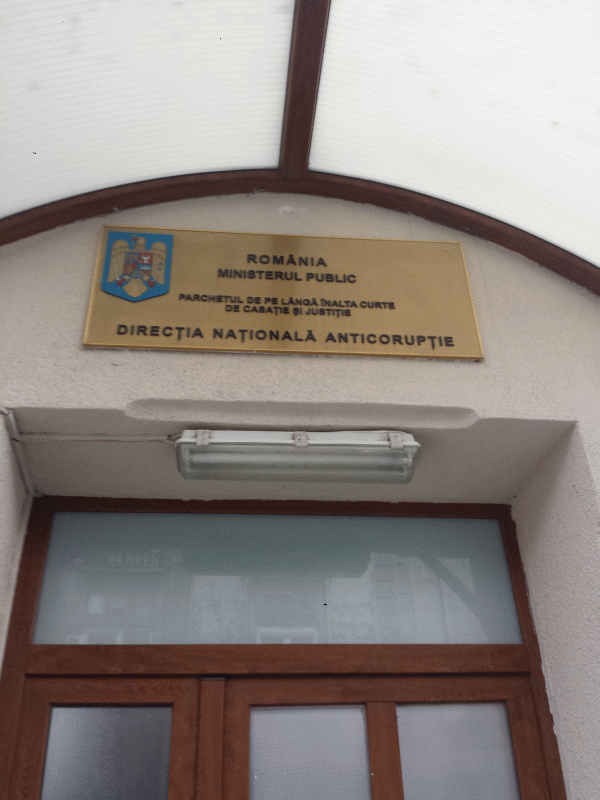 ROMÂNIA
MINISTERUL PUBLIC
PARCHETUL DE PE LÂNGĂ ÎNALTA CURTE
DE CASAȚIE ȘI JUSTIȚIE
DIRECȚIA NAȚIONALĂ ANTICORUPȚIE